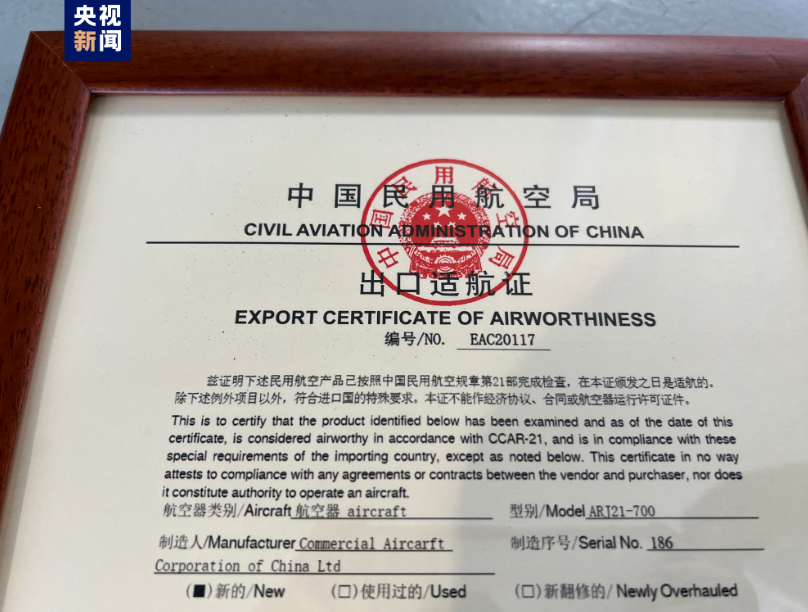 央视
新闻
中国民用航空局
中国民用航空局
CIVIL AVIATION ADMINISTRATION OF CHINA
出口适航证
EXPORT CERTIFICATE OF AIRWORTHINESS
编号/NO. EAC20117
兹证明下述民用航空产品已按照中国民用航空规章第21部完成检查，在本证颁发之日是适航的。
除下述例外项目以外，符合进口国的特殊要求。本证不能作经济协议、合同或航空器运行许可证件。
This is to certify that the product identified below has been examined and as of the date of this
certificate, is considered airworthy in accordance with CCAR-21, and is in compliance with these
special requirements of the importing country, except as noted below. This certificate in no way
attests to compliance with any agreements or contracts between the vendor and purchaser, nor does
it constitute authority to operate an aircraft.
航空器类别/Aircraft 航空器 aircraft 型别/Model ARJ21-700
制造人/Manufacturer Commercial Aircarft 制造序号/Serial No. 186
Corporation of China Ltd
(■)新的/New (□)使用过的/Used (□)新翻修的/Newly Overhauled